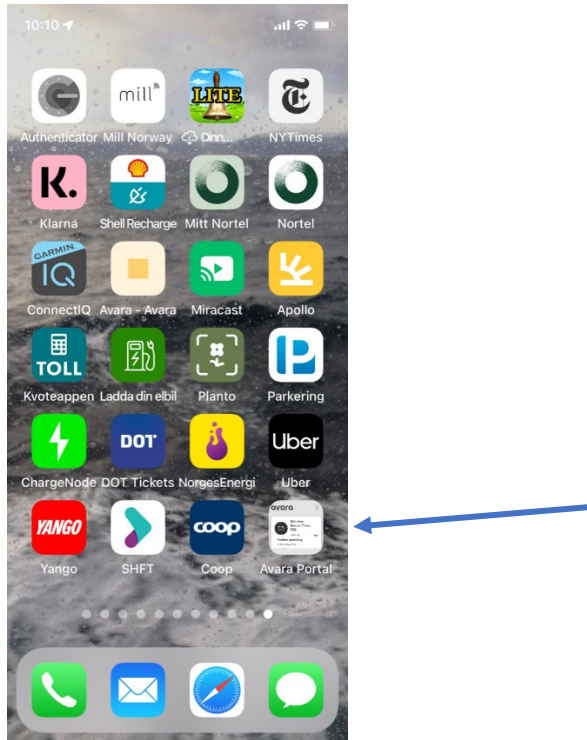 10:10
mill
LITE
Authenticator Mill Norway Dinn... NYTimes
K.
Klarna Shell Recharge Mitt Nortel Nortel
GARMIN
IQ
ConnectIQ Avara - Avara Miracast Apollo
TOLL
P
Kvoteappen Ladda din elbil Planto Parkering
DOT Uber
ChargeNode DOT Tickets NorgesEnergi Uber
avara
YANGO coop
Yango SHFT Coop Avara Portal